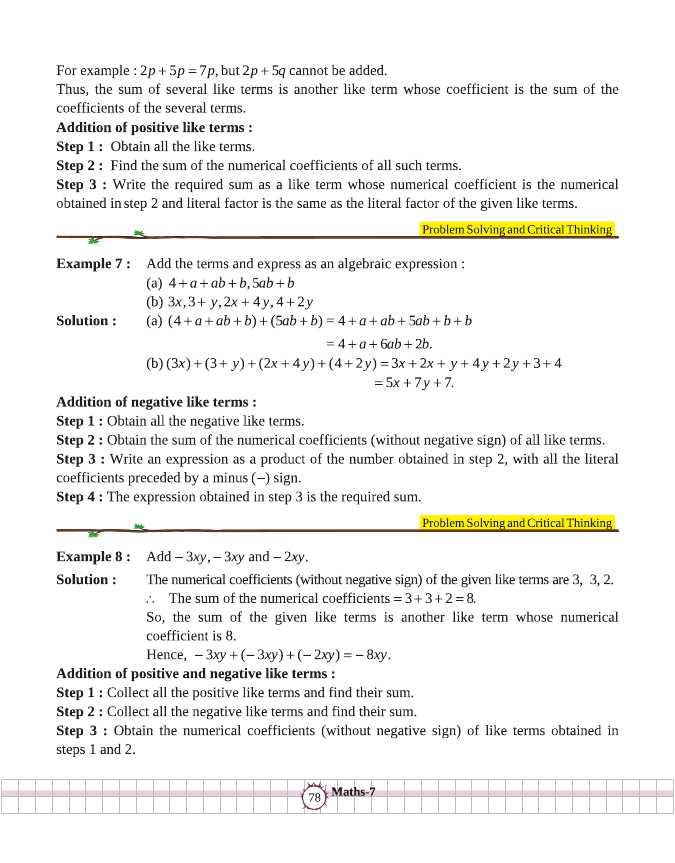 For example : 2p + 5p = 7p, but 2p + 5q cannot be added.
Thus, the sum of several like terms is another like term whose coefficient is the sum of the
coefficients of the several terms.
Addition of positive like terms :
Step 1 : Obtain all the like terms.
Step 2 : Find the sum of the numerical coefficients of all such terms.
Step 3 : Write the required sum as a like term whose numerical coefficient is the numerical
obtained in step 2 and literal factor is the same as the literal factor of the given like terms.
Problem Solving and Critical Thinking
Example 7 : Add the terms and express as an algebraic expression :
(a) 4 + a + ab + b, 5ab + b
(b) 3x, 3 + y, 2x + 4y, 4 + 2y
Solution : (a) (4 + a + ab + b) + (5ab + b) = 4 + a + ab + 5ab + b + b
= 4 + a + 6ab + 2b.
(b) (3x) + (3 + y) + (2x + 4y) + (4 + 2y) = 3x + 2x + y + 4y + 2y + 3 + 4
= 5x + 7y + 7.
Addition of negative like terms :
Step 1 : Obtain all the negative like terms.
Step 2 : Obtain the sum of the numerical coefficients (without negative sign) of all like terms.
Step 3 : Write an expression as a product of the number obtained in step 2, with all the literal
coefficients preceded by a minus (−) sign.
Step 4 : The expression obtained in step 3 is the required sum.
Problem Solving and Critical Thinking
Example 8 : Add − 3xy, − 3xy and − 2xy.
Solution : The numerical coefficients (without negative sign) of the given like terms are 3, 3, 2.
∴ The sum of the numerical coefficients = 3 + 3 + 2 = 8.
So, the sum of the given like terms is another like term whose numerical
coefficient is 8.
Hence, − 3xy + (− 3xy) + (− 2xy) = − 8xy.
Addition of positive and negative like terms :
Step 1 : Collect all the positive like terms and find their sum.
Step 2 : Collect all the negative like terms and find their sum.
Step 3 : Obtain the numerical coefficients (without negative sign) of like terms obtained in
steps 1 and 2.
78 Maths-7